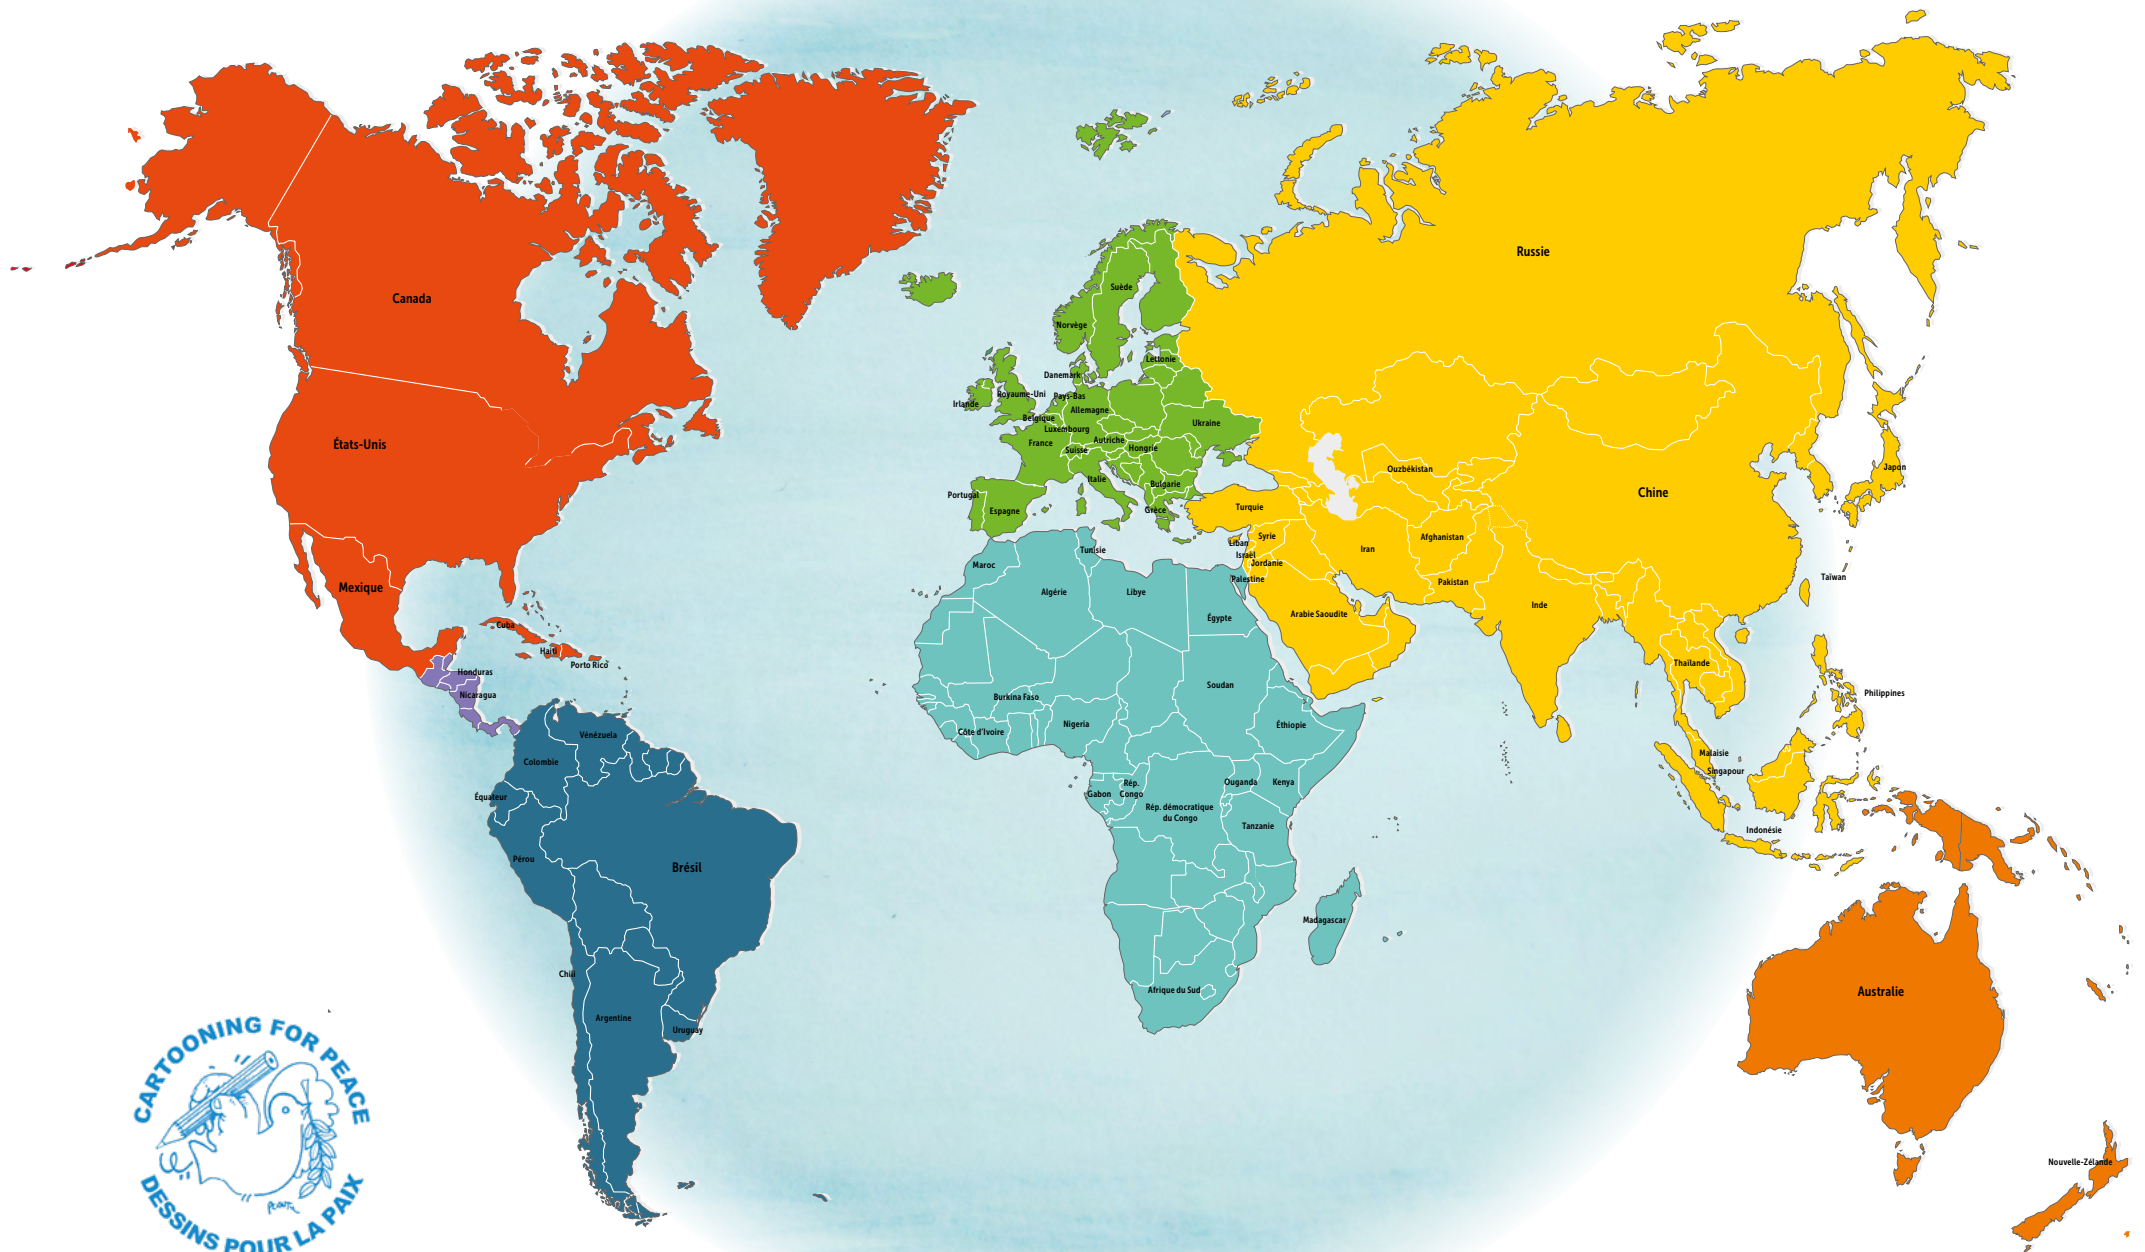 Canada
États-Unis
Mexique
Cuba
Haïti
Porto Rico
Honduras
Nicaragua
Vénézuela
Colombie
Équateur
Pérou
Brésil
Chili
Argentine
Uruguay
Suède
Norvège
Lettonie
Danemark
Royaume-Uni
Irlande
Pays-Bas
Allemagne
Belgique
Luxembourg
Ukraine
France
Autriche
Suisse
Hongrie
Italie
Bulgarie
Portugal
Espagne
Grèce
Russie
Ouzbékistan
Chine
Japon
Turquie
Syrie
Liban
Israël
Jordanie
Palestine
Iran
Afghanistan
Pakistan
Inde
Arabie Saoudite
Taïwan
Thaïlande
Philippines
Malaisie
Singapour
Indonésie
Tunisie
Maroc
Algérie
Libye
Égypte
Burkina Faso
Soudan
Côte d'Ivoire
Nigeria
Éthiopie
Gabon
Rép.
Congo
Ouganda
Kenya
Rép. démocratique
du Congo
Tanzanie
Madagascar
Afrique du Sud
Australie
Nouvelle-Zélande
CARTOONING FOR PEACE
DESSINS POUR LA PAIX